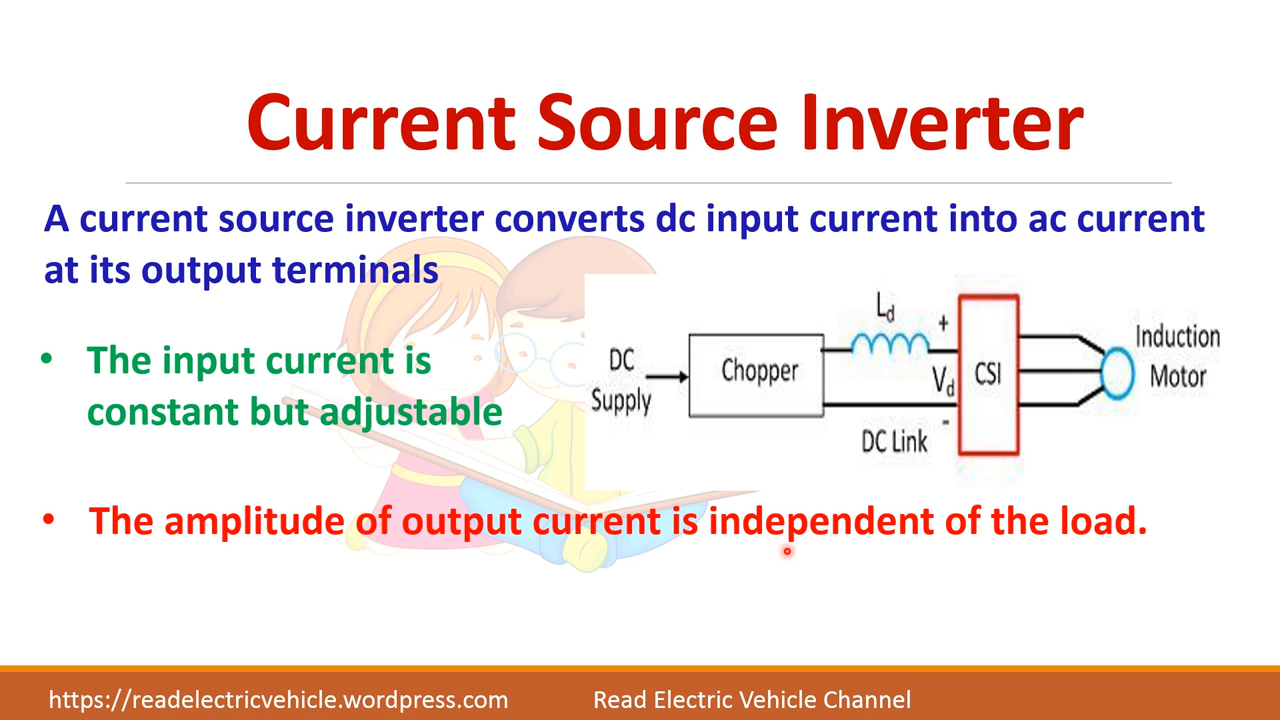 Current Source Inverter
A current source inverter converts dc input current into ac current
at its output terminals
• The input current is
constant but adjustable
DC
Supply
Chopper
Ld
+
Vd
-
DC Link
CSI
Induction
Motor
• The amplitude of output current is independent of the load.
https://readelectricvehicle.wordpress.com
Read Electric Vehicle Channel